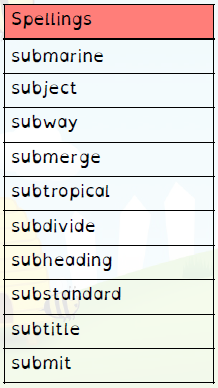 Spellings
submarine
subject
subway
submerge
subtropical
subdivide
subheading
substandard
subtitle
submit